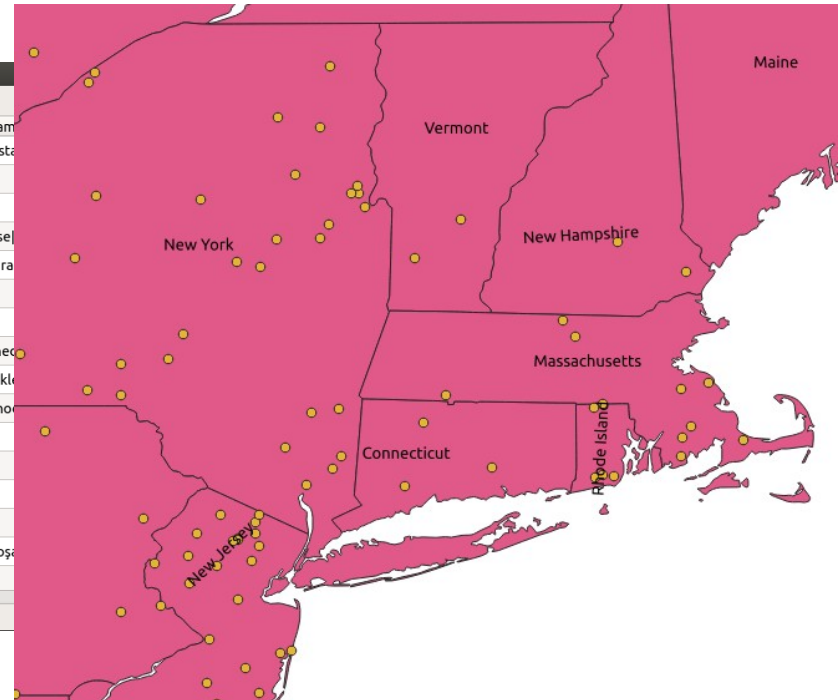 Maine
Vermont
New York
New Hampshire
Massachusetts
Connecticut
Rhode Island
New Jersey